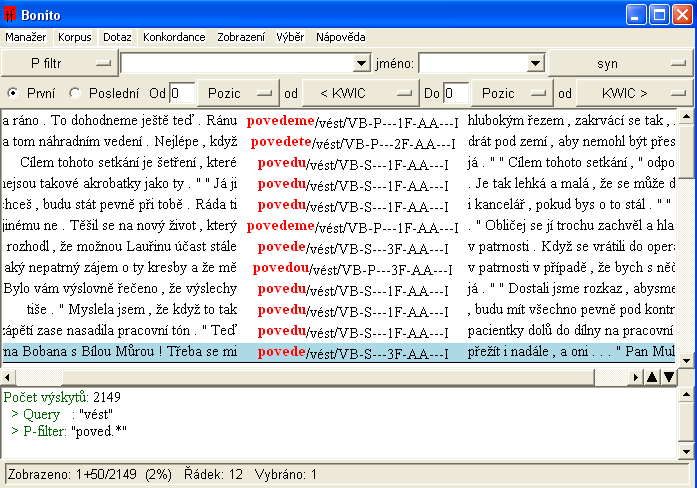 Bonito
Manažer Korpus Dotaz Konkordance Zobrazení Výběr Nápověda
P filtr jméno: syn
První Poslední Od 0 Pozic od < KWIC Do 0 Pozic od KWIC >
a ráno . To dohodneme ještě teď . Ránu povedeme/vést/VB-P---1F-AA---I hlubokým řezem , zakrvácí se tak ,
a tom náhradním vedení . Nejlépe , když povedete/vést/VB-P---2F-AA---I drát pod zemí , aby nemohl být přes
Cílem tohoto setkání je šetření , které povedu/vést/VB-S---1F-AA---I já . " " Cílem tohoto setkání , " odpo
nejsou takové akrobatky jako ty . " " Já ji povedu/vést/VB-S---1F-AA---I . Je tak lehká a malá , že se může d
chceš , budu stát pevně při tobě . Ráda ti povedu/vést/VB-S---1F-AA---I i kancelář , pokud bys o to stál . " "
jinému ne . Těšil se na nový život , který povedeme/vést/VB-P---1F-AA---I . " Obličej se jí trochu zachvěl a hla
rozhodl , že možnou Lauřinu účast stále povede/vést/VB-S---3F-AA---I v patrnosti . Když se vrátili do opera
aký nepatrný zájem o ty kresby a že mě povedou/vést/VB-P---3F-AA---I v patrnosti v případě , že bych s něč
Bylo vám výslovně řečeno , že výslechy povedu/vést/VB-S---1F-AA---I já . " " Dostali jsme rozkaz , abysme
tiše . " Myslela jsem , že když to tak povedu/vést/VB-S---1F-AA---I , budu mít všechno pevně pod kontr
zápětí zase nasadila pracovní tón . " Teď povedu/vést/VB-S---1F-AA---I pacientky dolů do dílny na pracovní
na Bobana s Bílou Můrou ! Třeba se mi povede/vést/VB-S---3F-AA---I přežít i nadále , a oni . . . " Pan Mul
Počet výskytů: 2149
> Query : "vést"
> P-filter: "poved.*"
Zobrazeno: 1+50/2149 (2%) Řádek: 12 Vybráno: 1